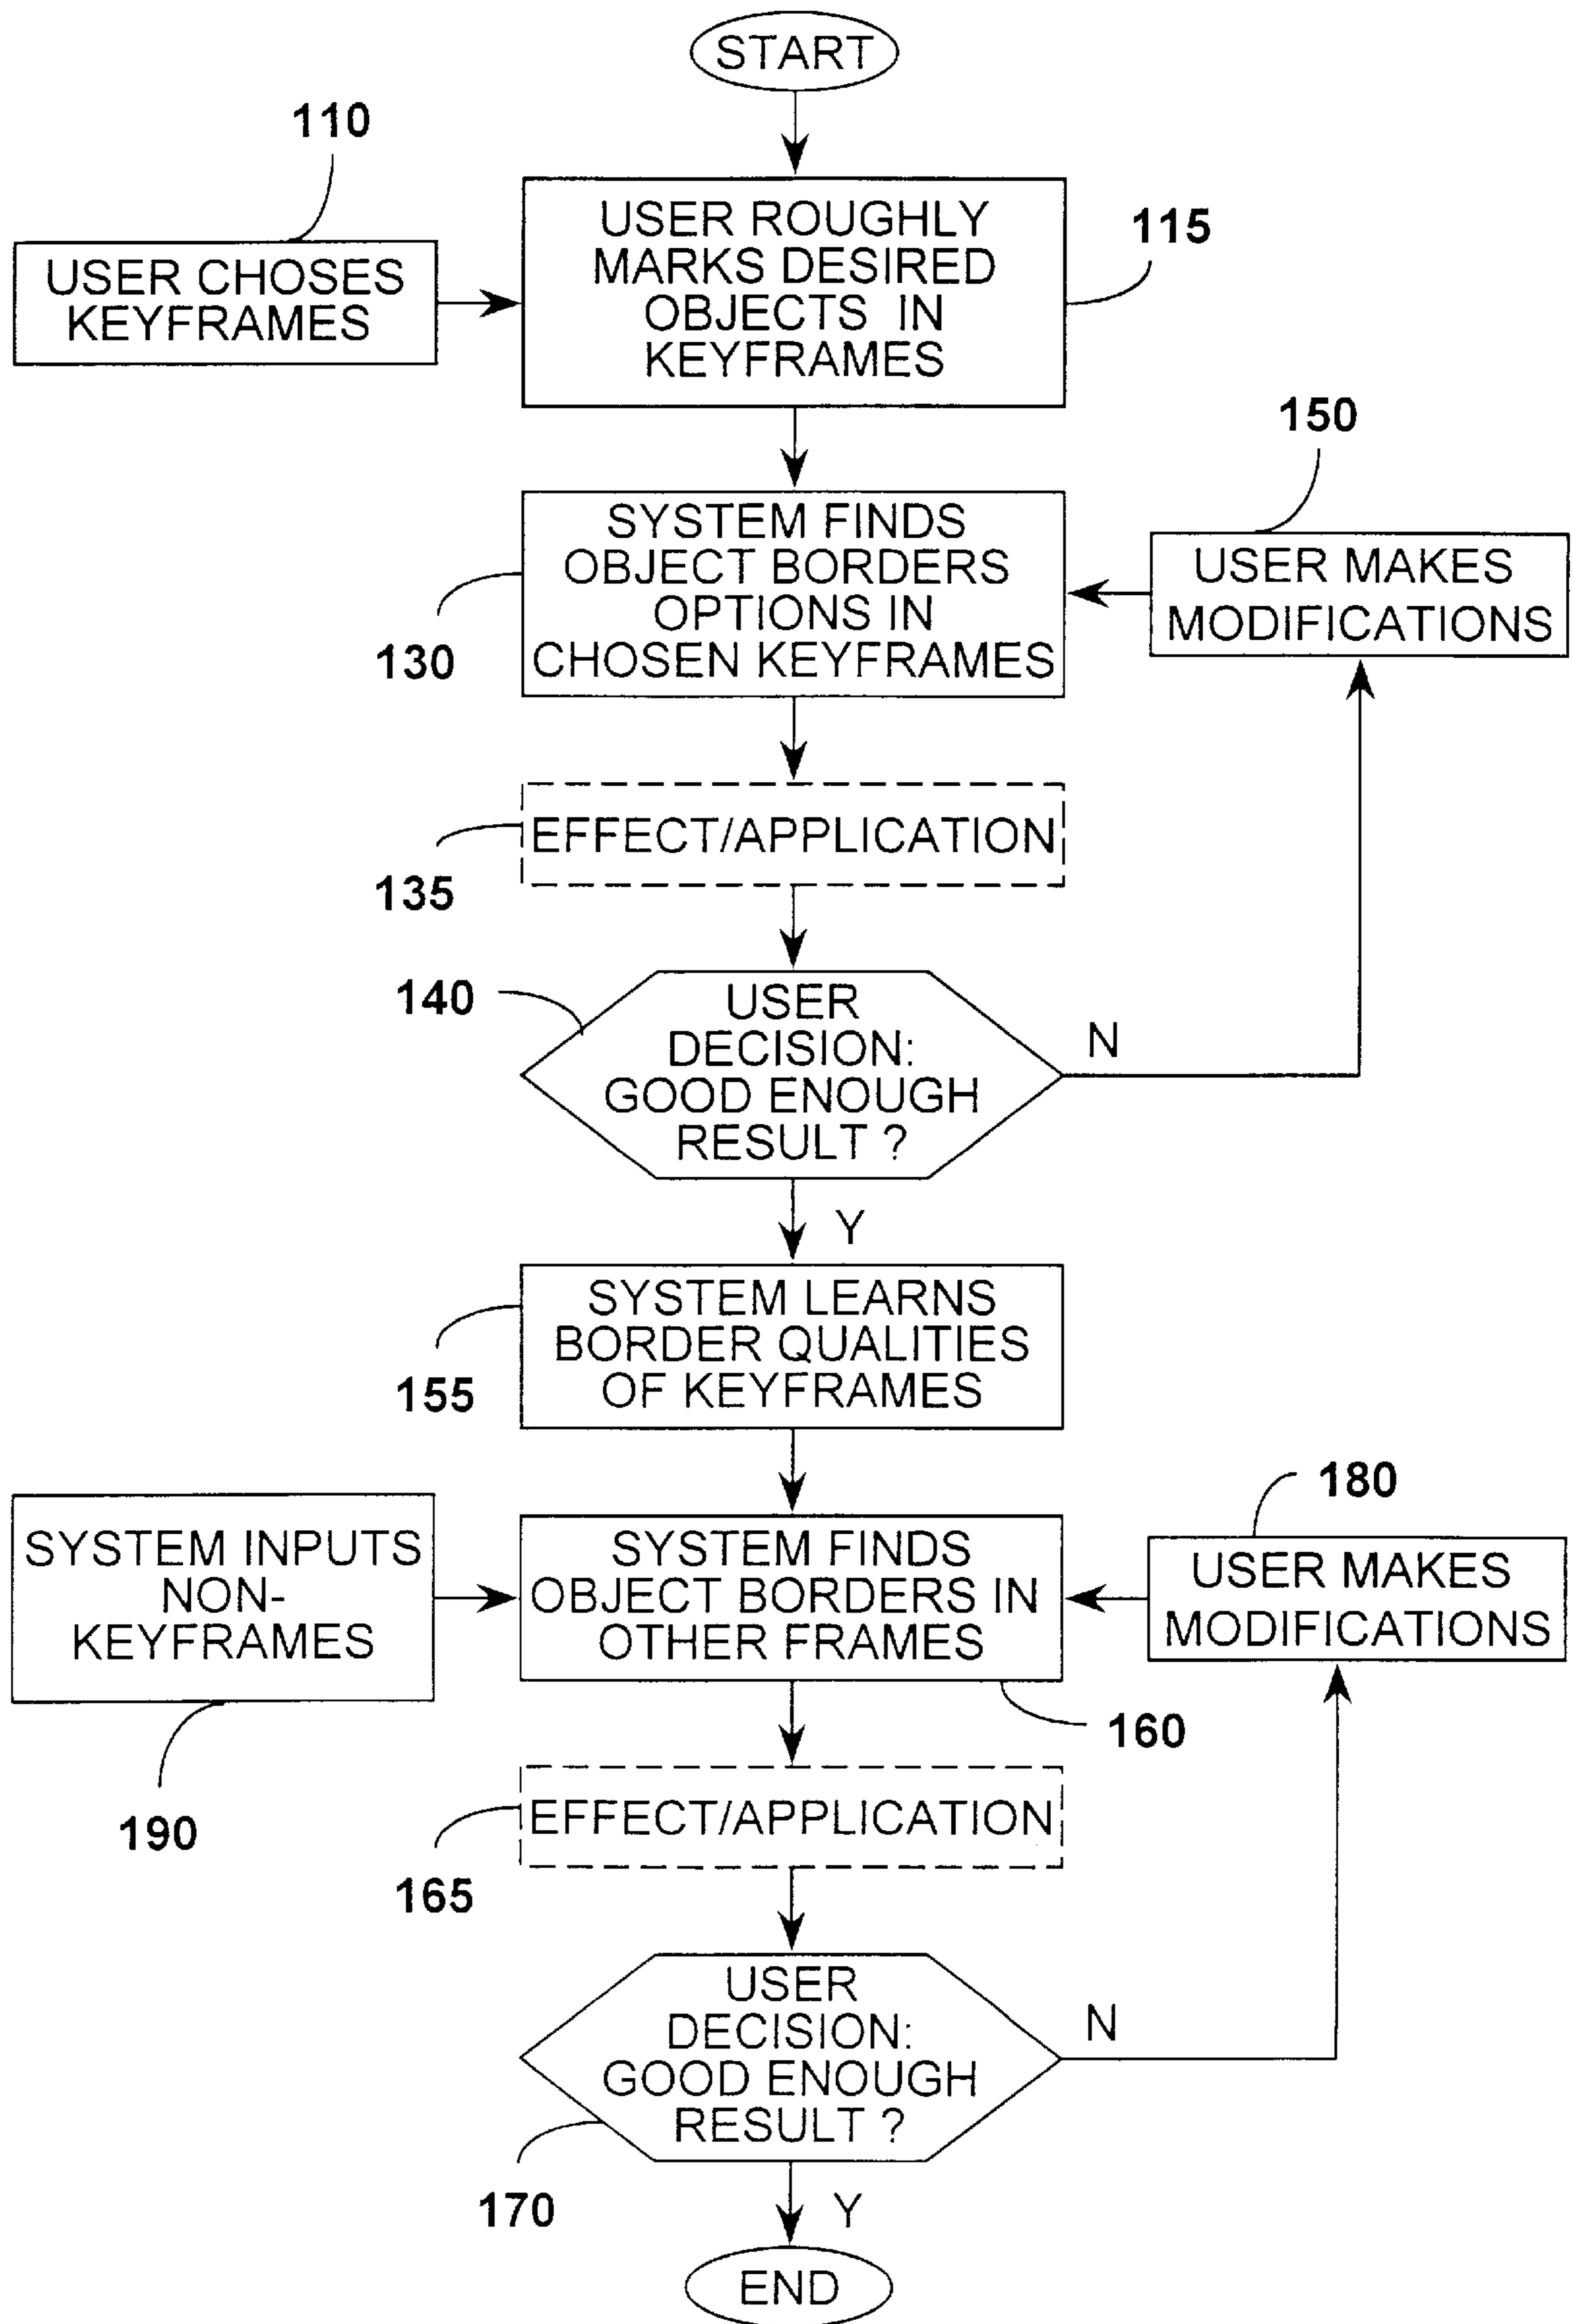 START
110
USER CHOSES
KEYFRAMES
USER ROUGHLY
MARKS DESIRED
OBJECTS IN
KEYFRAMES
115
150
SYSTEM FINDS
OBJECT BORDERS
OPTIONS IN
CHOSEN KEYFRAMES
130
USER MAKES
MODIFICATIONS
EFFECT/APPLICATION
135
140
USER
DECISION:
GOOD ENOUGH
RESULT ?
N
Y
SYSTEM LEARNS
BORDER QUALITIES
OF KEYFRAMES
155
180
SYSTEM INPUTS
NON-
KEYFRAMES
SYSTEM FINDS
OBJECT BORDERS IN
OTHER FRAMES
USER MAKES
MODIFICATIONS
160
190
EFFECT/APPLICATION
165
USER
DECISION:
GOOD ENOUGH
RESULT ?
N
170
Y
END